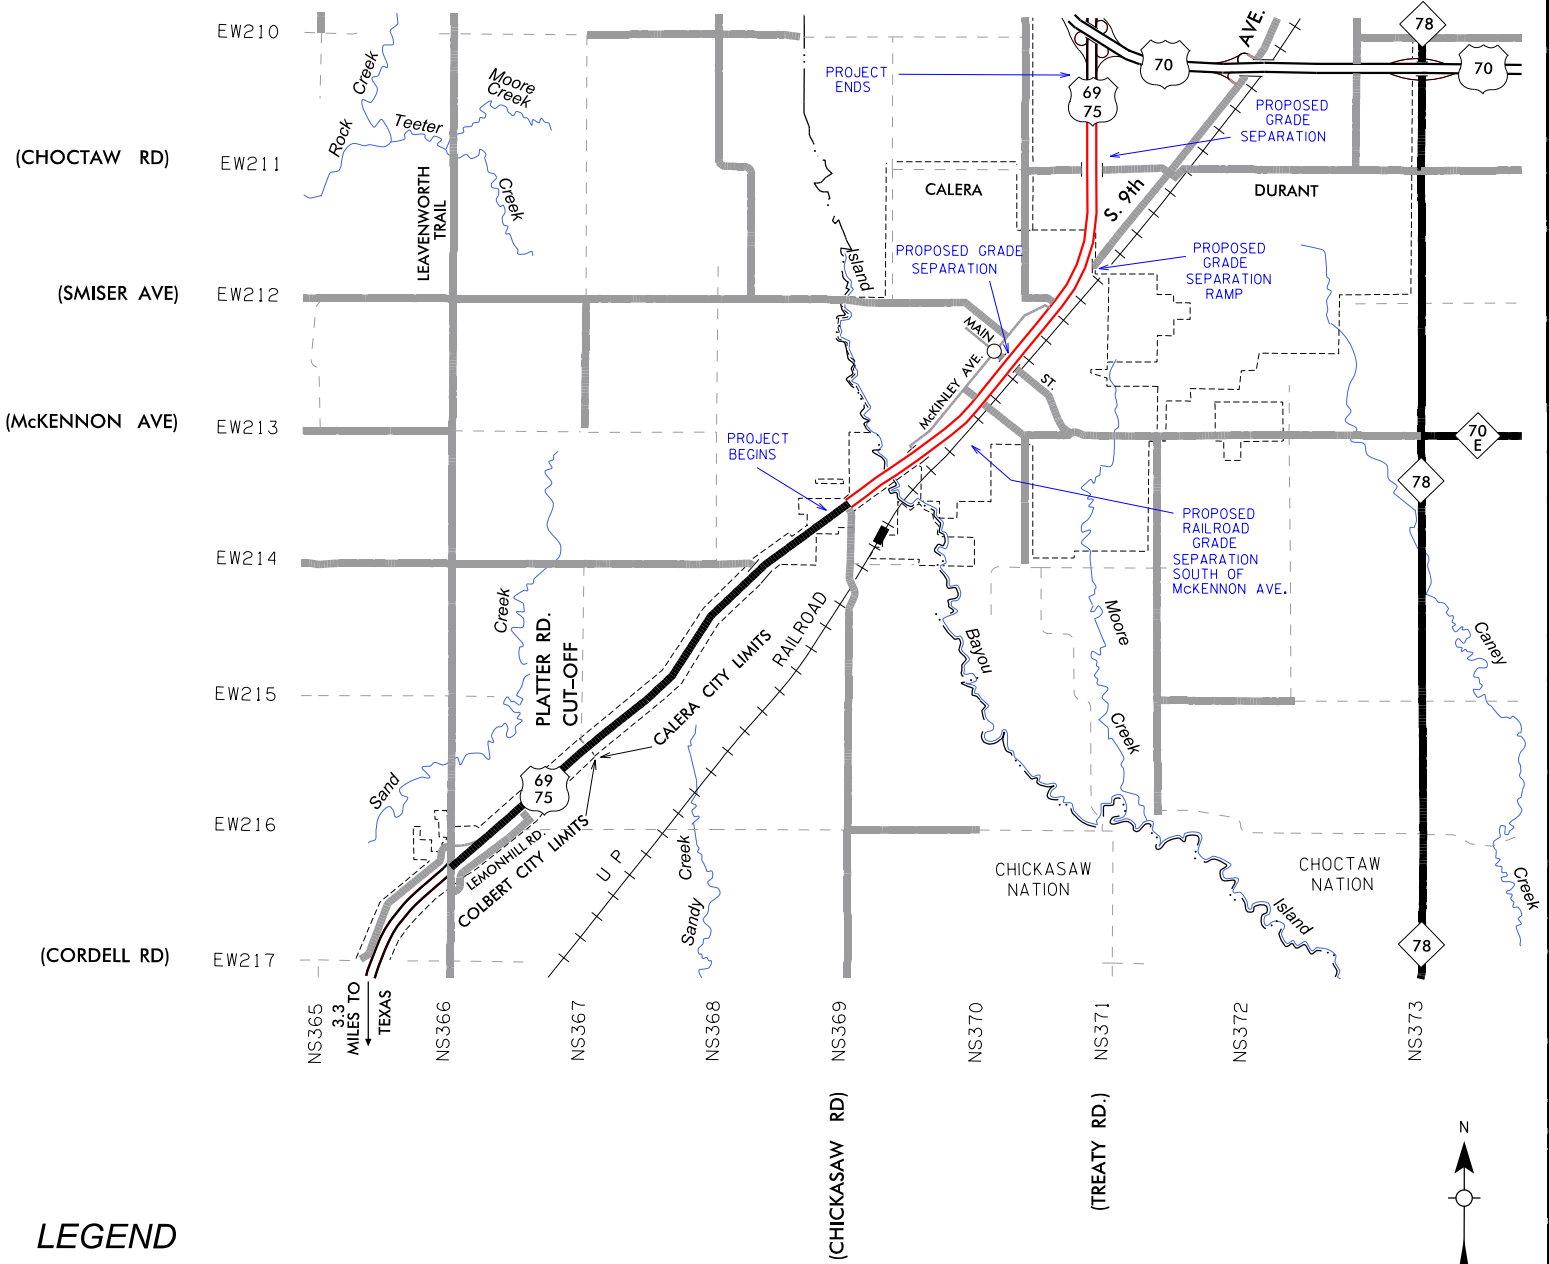 EW210
(CHOCTAW RD) EW211
(SMISER AVE) EW212
(McKENNON AVE) EW213
EW214
EW215
EW216
(CORDELL RD) EW217
Rock
Creek
Teeter
Creek
Moore
Creek
LEAVENWORTH
TRAIL
PROJECT
ENDS
69
75
70
70
78
AVE.
PROPOSED
GRADE
SEPARATION
CALERA
S. 9th
DURANT
Island
PROPOSED GRADE
SEPARATION
PROPOSED
GRADE
SEPARATION
RAMP
MAIN
ST.
McKINLEY AVE.
PROJECT
BEGINS
70
E
78
PROPOSED
RAILROAD
GRADE
SEPARATION
SOUTH OF
McKENNON AVE.
Sand
Creek
PLATTER RD.
CUT-OFF
RAILROAD
CALERA CITY LIMITS
Bayou
Moore
Creek
Caney
Creek
69
75
LEMONHILL RD.
COLBERT CITY LIMITS
U P
Sandy
Creek
CHICKASAW
NATION
CHOCTAW
NATION
Island
78
3.3
MILES TO
TEXAS
NS365
NS366
NS367
NS368
NS369
NS370
NS371
NS372
NS373
(CHICKASAW RD)
(TREATY RD.)
N
LEGEND